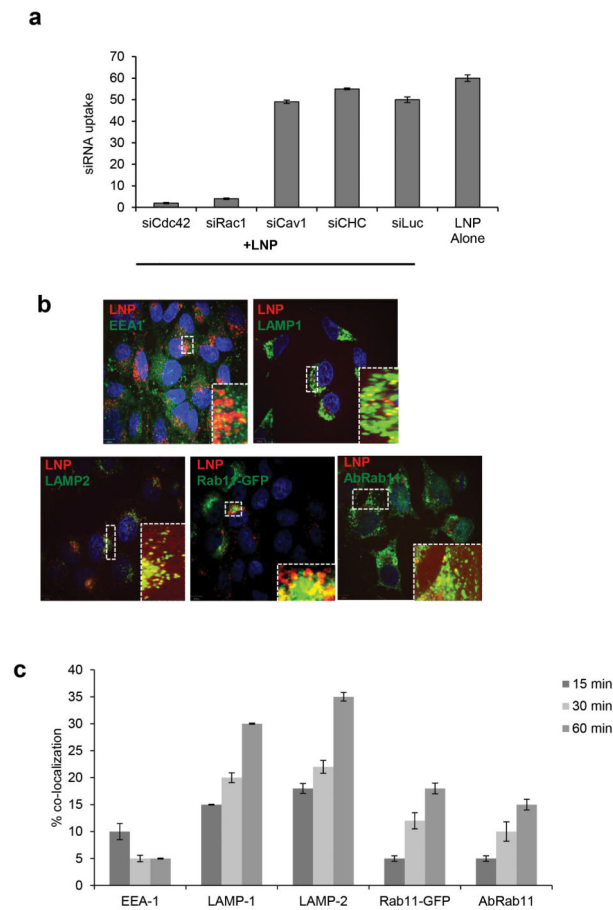 a
siRNA uptake
70
60
50
40
30
20
10
0
siCdc42 siRac1 siCav1 siCHC siLuc LNP Alone
+LNP
b
LNP
EEA1
LNP
LAMP1
LNP
LAMP2
LNP
Rab11-GFP
LNP
AbRab11
c
% co-localization
40
35
30
25
20
15
10
5
0
EEA-1 LAMP-1 LAMP-2 Rab11-GFP AbRab11
15 min
30 min
60 min